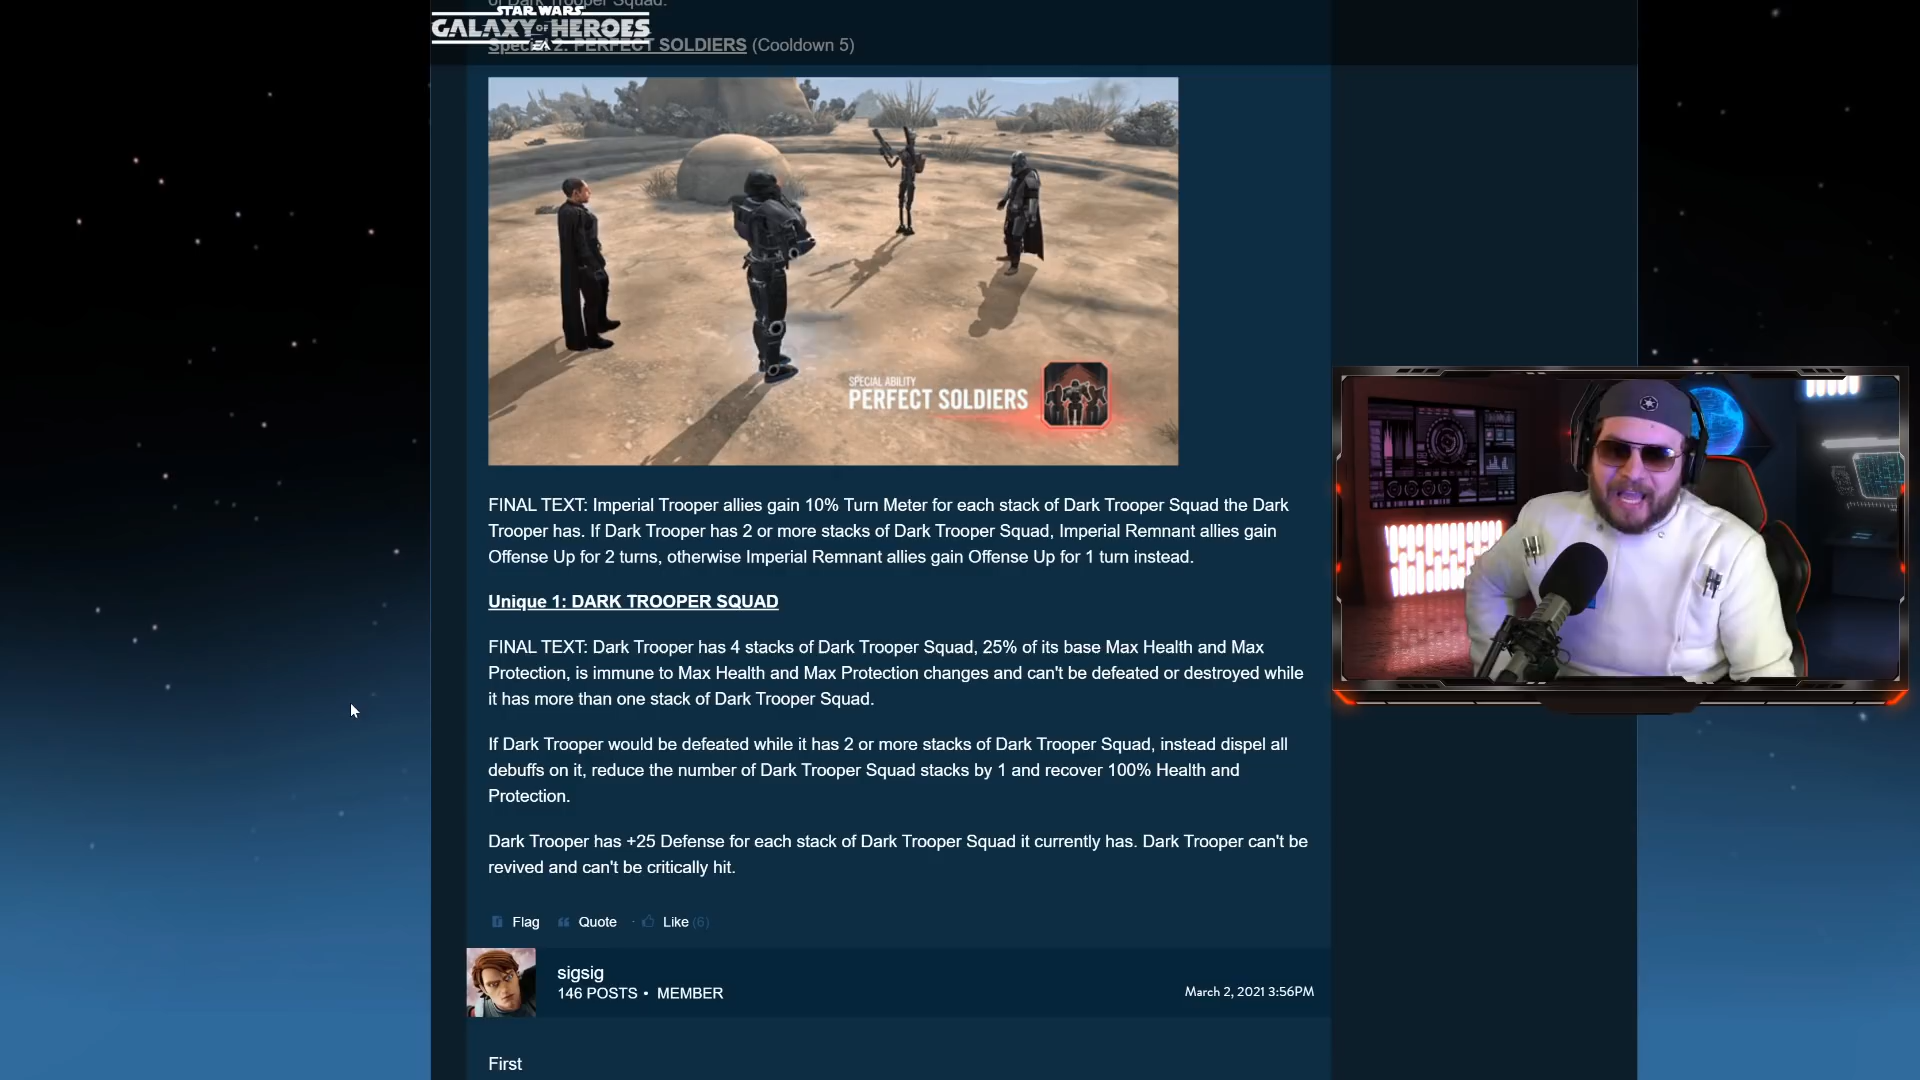 of Dark Trooper Squad.
STAR WARS
GALAXY OF HEROES
EA
Special 2: PERFECT SOLDIERS (Cooldown 5)
SPECIAL ABILITY
PERFECT SOLDIERS
FINAL TEXT: Imperial Trooper allies gain 10% Turn Meter for each stack of Dark Trooper Squad the Dark
Trooper has. If Dark Trooper has 2 or more stacks of Dark Trooper Squad, Imperial Remnant allies gain
Offense Up for 2 turns, otherwise Imperial Remnant allies gain Offense Up for 1 turn instead.
Unique 1: DARK TROOPER SQUAD
FINAL TEXT: Dark Trooper has 4 stacks of Dark Trooper Squad, 25% of its base Max Health and Max
Protection, is immune to Max Health and Max Protection changes and can't be defeated or destroyed while
it has more than one stack of Dark Trooper Squad.
If Dark Trooper would be defeated while it has 2 or more stacks of Dark Trooper Squad, instead dispel all
debuffs on it, reduce the number of Dark Trooper Squad stacks by 1 and recover 100% Health and
Protection.
Dark Trooper has +25 Defense for each stack of Dark Trooper Squad it currently has. Dark Trooper can't be
revived and can't be critically hit.
Flag Quote · Like (6)
sigsig
146 POSTS • MEMBER
March 2, 2021 3:56PM
First